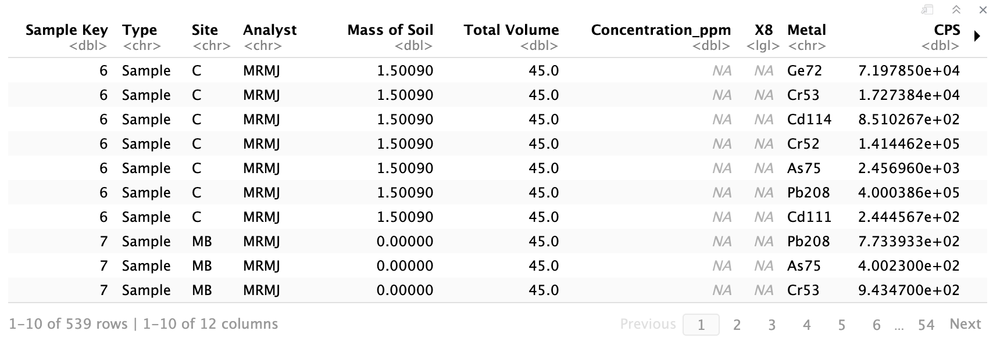 Sample Key Type Site Analyst Mass of Soil Total Volume Concentration_ppm X8 Metal CPS
<dbl> <chr> <chr> <chr> <dbl> <dbl> <dbl> <lgl> <chr> <dbl>
6 Sample C MRMJ 1.50090 45.0 NA NA Ge72 7.197850e+04
6 Sample C MRMJ 1.50090 45.0 NA NA Cr53 1.727384e+04
6 Sample C MRMJ 1.50090 45.0 NA NA Cd114 8.510267e+02
6 Sample C MRMJ 1.50090 45.0 NA NA Cr52 1.414462e+05
6 Sample C MRMJ 1.50090 45.0 NA NA As75 2.456960e+03
6 Sample C MRMJ 1.50090 45.0 NA NA Pb208 4.000386e+05
6 Sample C MRMJ 1.50090 45.0 NA NA Cd111 2.444567e+02
7 Sample MB MRMJ 0.00000 45.0 NA NA Pb208 7.733933e+02
7 Sample MB MRMJ 0.00000 45.0 NA NA As75 4.002300e+02
7 Sample MB MRMJ 0.00000 45.0 NA NA Cr53 9.434700e+02
1-10 of 539 rows | 1-10 of 12 columns Previous 1 2 3 4 5 6 ... 54 Next